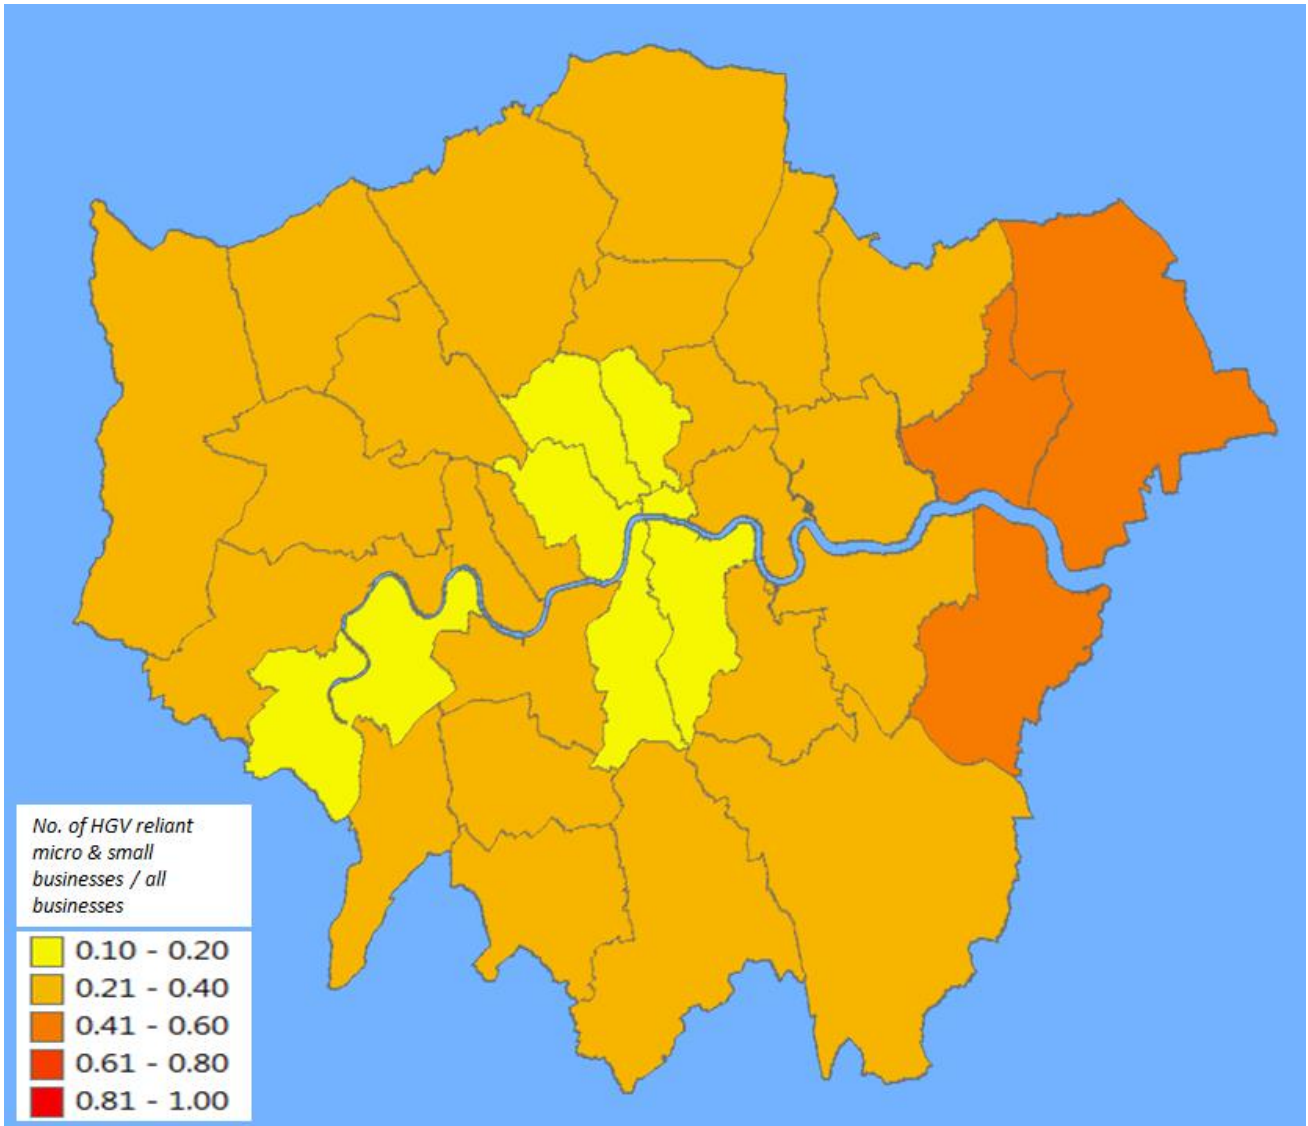 No. of HGV reliant
micro & small
businesses / all
businesses
0.10 - 0.20
0.21 - 0.40
0.41 - 0.60
0.61 - 0.80
0.81 - 1.00